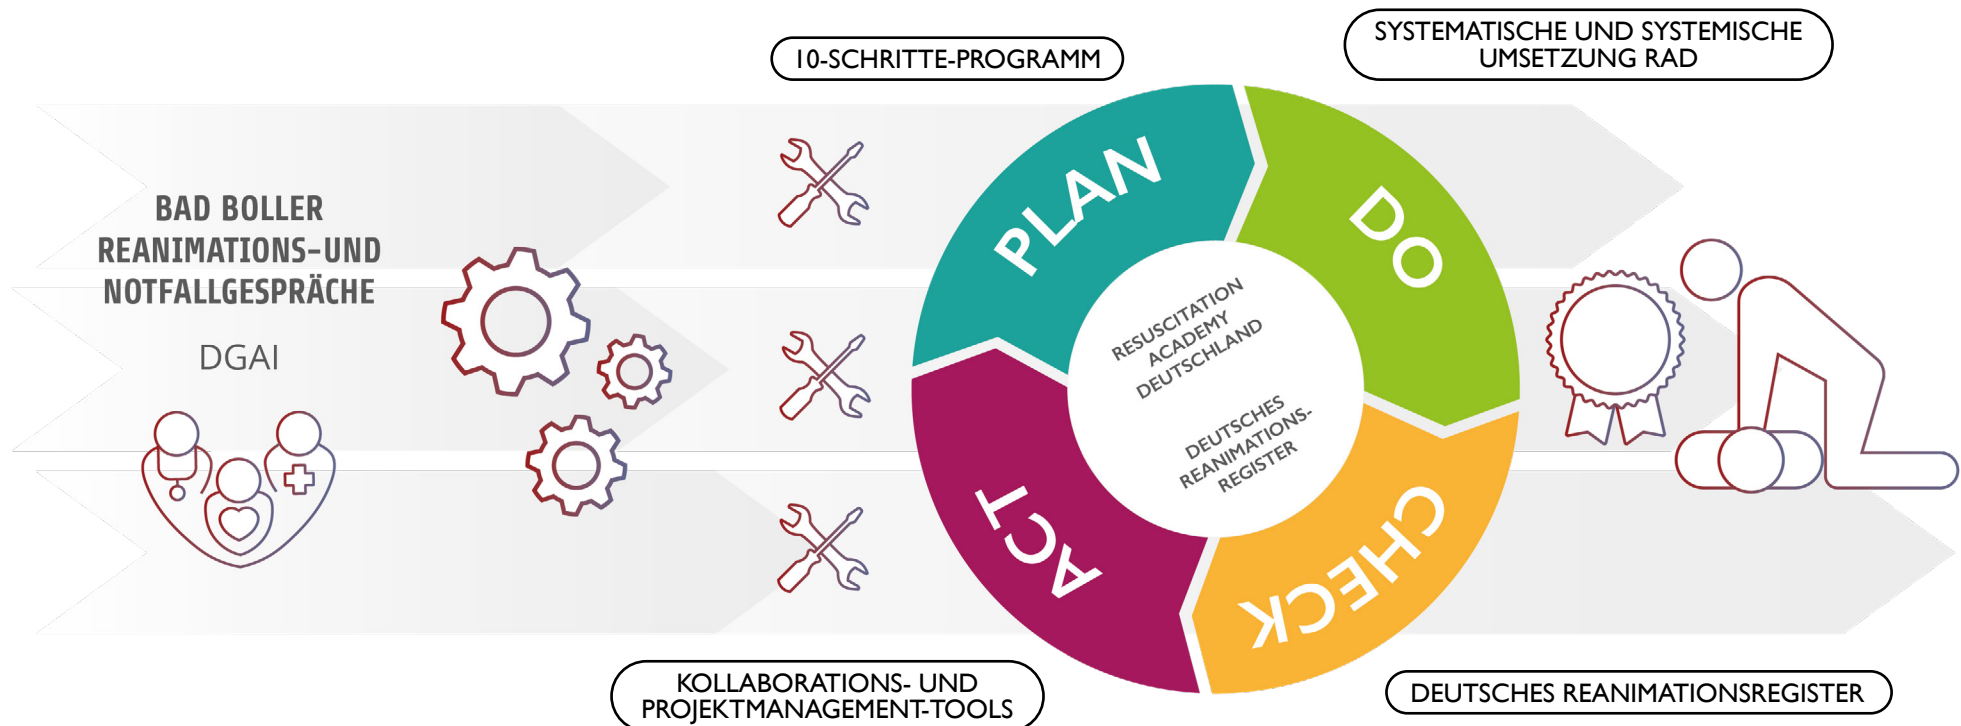 10-SCHRITTE-PROGRAMM
SYSTEMATISCHE UND SYSTEMISCHE
UMSETZUNG RAD
BAD BOLLER
REANIMATIONS-UND
NOTFALLGESPRÄCHE
DGAI
PLAN
DO
CHECK
ACT
RESUSCITATION
ACADEMY
DEUTSCHLAND
DEUTSCHES
REANIMATIONS-
REGISTER
KOLLABORATIONS- UND
PROJEKTMANAGEMENT-TOOLS
DEUTSCHES REANIMATIONSREGISTER